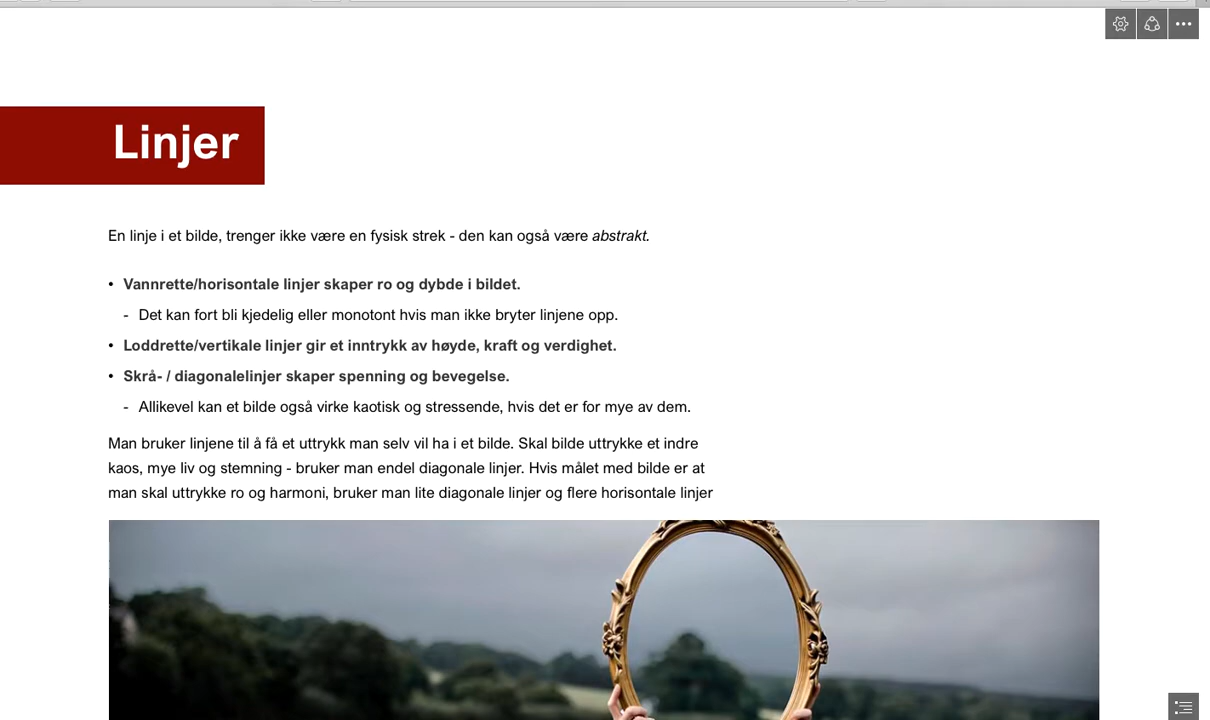 Linjer
En linje i et bilde, trenger ikke være en fysisk strek - den kan også være abstrakt.
• Vannrette/horisontale linjer skaper ro og dybde i bildet.
- Det kan fort bli kjedelig eller monotont hvis man ikke bryter linjene opp.
• Loddrette/vertikale linjer gir et inntrykk av høyde, kraft og verdighet.
• Skrå- / diagonalelinjer skaper spenning og bevegelse.
- Allikevel kan et bilde også virke kaotisk og stressende, hvis det er for mye av dem.
Man bruker linjene til å få et uttrykk man selv vil ha i et bilde. Skal bilde uttrykke et indre
kaos, mye liv og stemning - bruker man endel diagonale linjer. Hvis målet med bilde er at
man skal uttrykke ro og harmoni, bruker man lite diagonale linjer og flere horisontale linjer